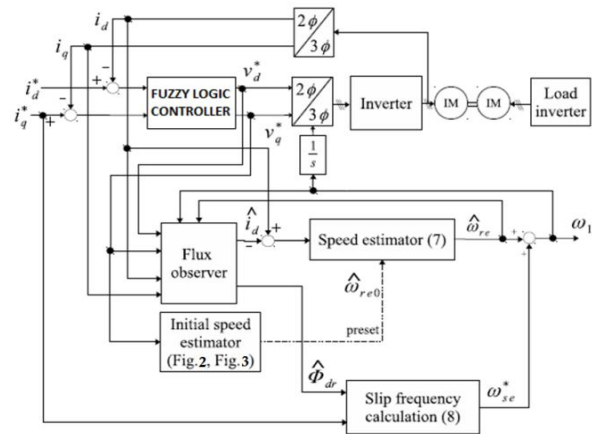 i_d
i_q
2ϕ
3ϕ
i_d^*
i_q^*
+
−
−
+
FUZZY LOGIC
CONTROLLER
v_d^*
v_q^*
2ϕ
3ϕ
Inverter
IM
IM
Load
inverter
1
s
Flux
observer
î_d
−
+
Speed estimator (7)
ω̂_re
+
+
ω_1
ω̂_re0
preset
Initial speed
estimator
(Fig.2, Fig.3)
Φ̂_dr
Slip frequency
calculation (8)
ω_se^*